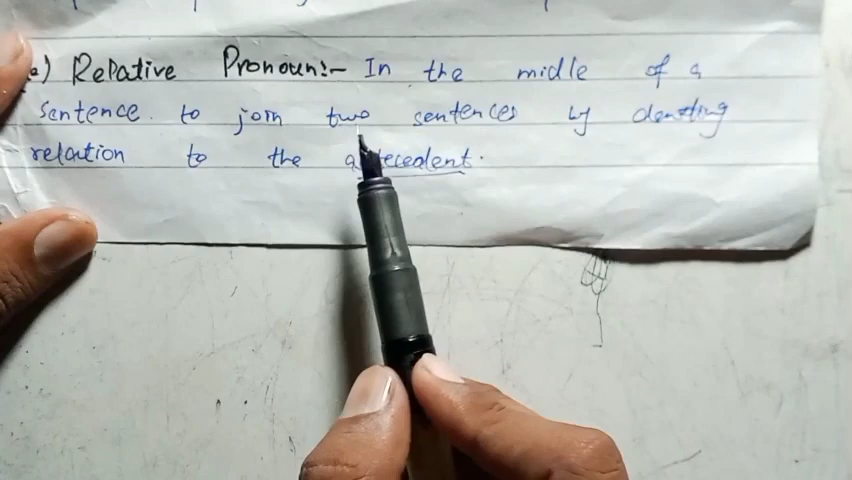 e) Relative Pronoun:- In the midle of a
sentence. to join two sentences by denoting
relation to the antecedent.